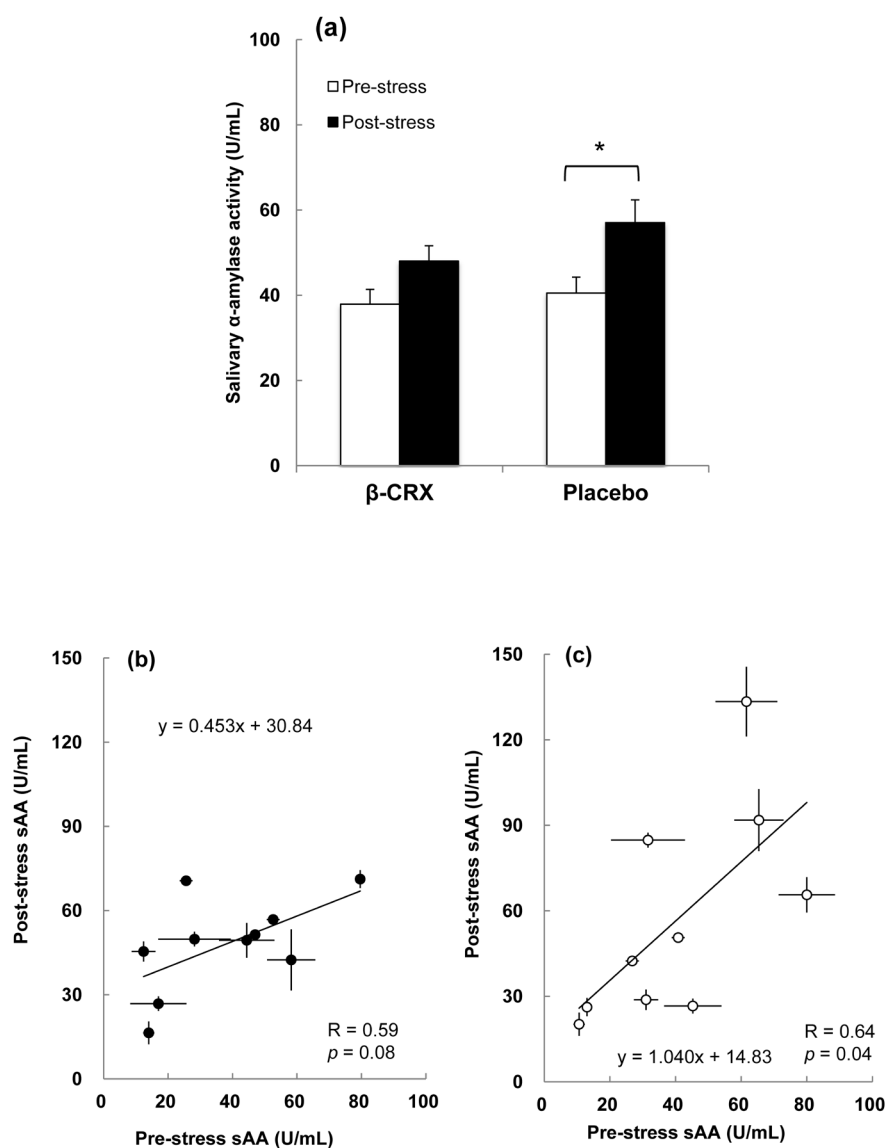 (a)
100
80
60
40
20
0
Salivary α-amylase activity (U/mL)
Pre-stress
Post-stress
*
β-CRX Placebo
(b)
150
120
90
60
30
0
Post-stress sAA (U/mL)
y = 0.453x + 30.84
R = 0.59
p = 0.08
0 20 40 60 80 100
Pre-stress sAA (U/mL)
(c)
150
120
90
60
30
0
Post-stress sAA (U/mL)
y = 1.040x + 14.83
R = 0.64
p = 0.04
0 20 40 60 80 100
Pre-stress sAA (U/mL)